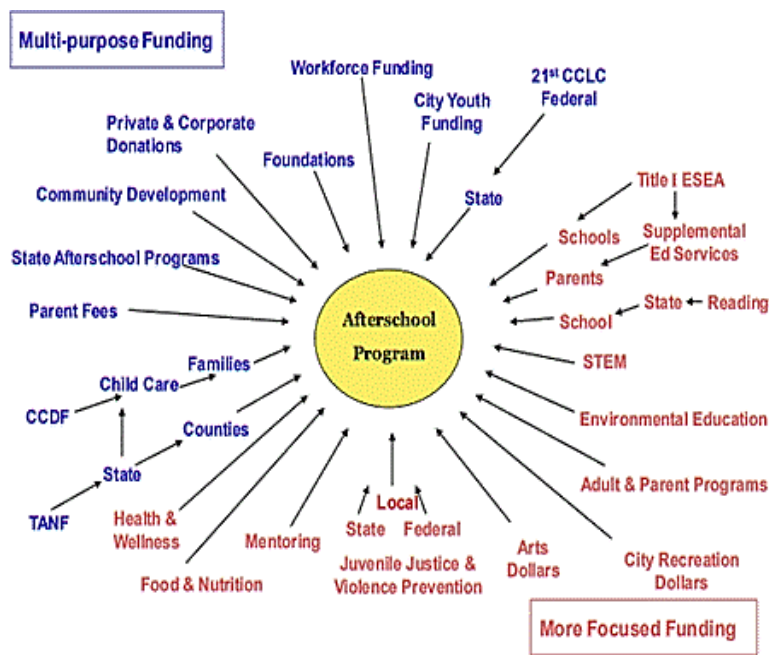 Multi-purpose Funding
Workforce Funding
21st CCLC
Federal
City Youth
Funding
Private & Corporate
Donations
Foundations
Community Development
State
Title I ESEA
Schools
Supplemental
Ed Services
State Afterschool Programs
Parents
Parent Fees
State
Reading
School
Afterschool
Program
STEM
Families
Child Care
CCDF
Counties
Environmental Education
State
TANF
Adult & Parent Programs
Health &
Wellness
Mentoring
Local
State
Federal
Food & Nutrition
Juvenile Justice &
Violence Prevention
Arts
Dollars
City Recreation
Dollars
More Focused Funding